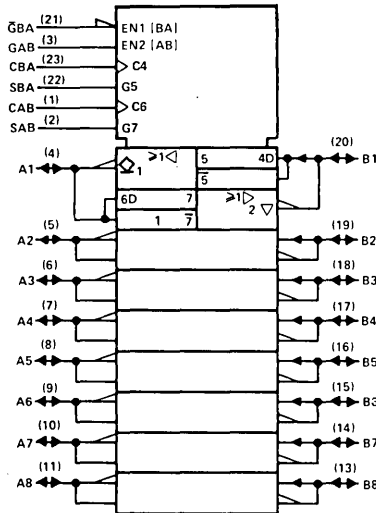 G̅BA (21) EN1 [BA]
GAB (3) EN2 [AB]
CBA (23) C4
SBA (22) G5
CAB (1) C6
SAB (2) G7
A1 (4) ≥1 1 5 4D (20) B1
5̅
6D 7 ≥1
1 7̅ 2
A2 (5) (19) B2
A3 (6) (18) B3
A4 (7) (17) B4
A5 (8) (16) B5
A6 (9) (15) B3
A7 (10) (14) B7
A8 (11) (13) B8